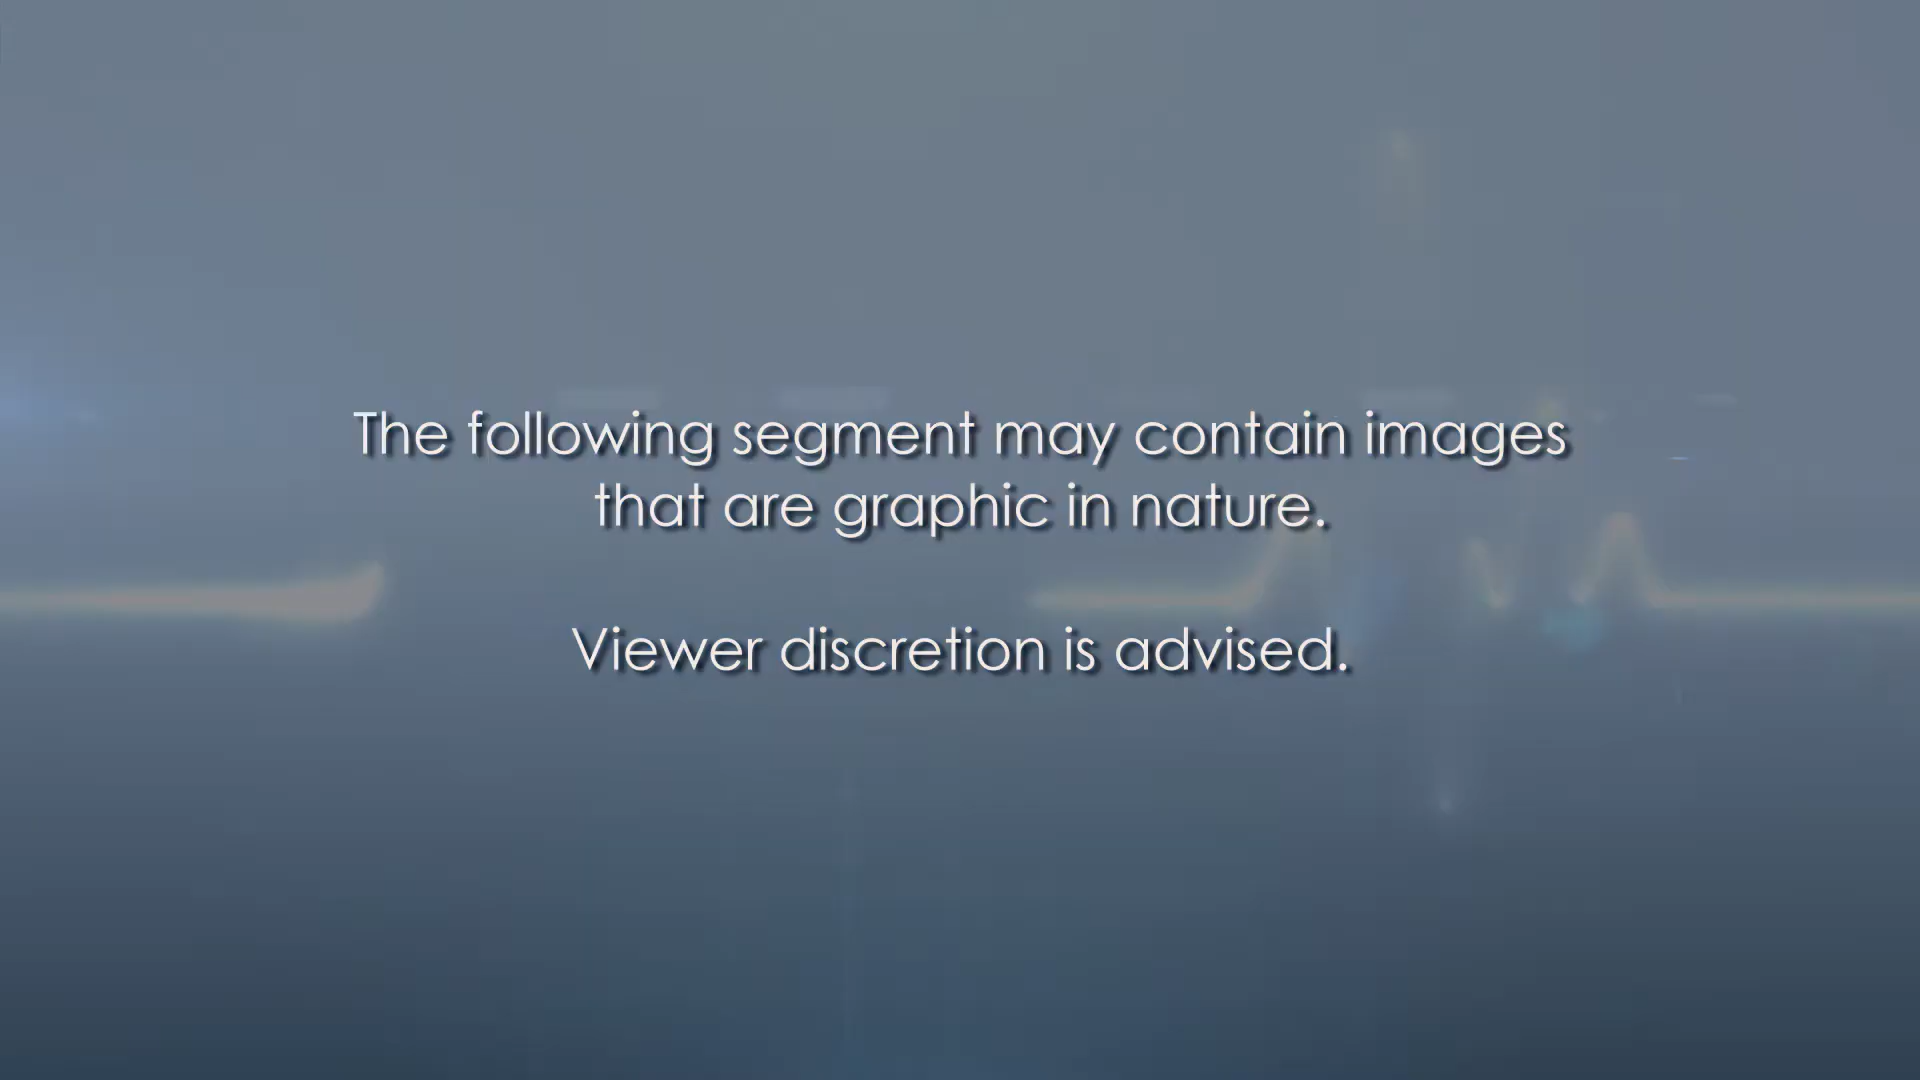 The following segment may contain images
that are graphic in nature.
Viewer discretion is advised.